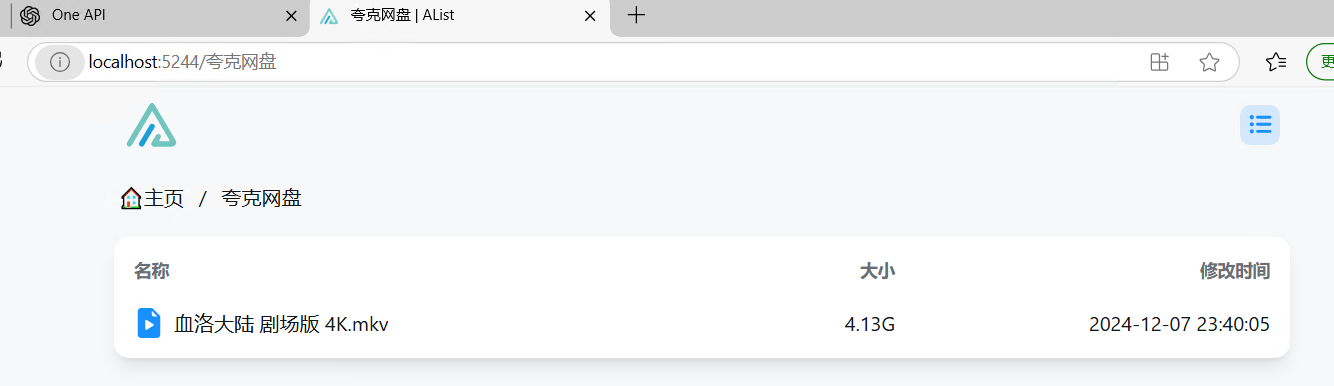 One API
夸克网盘 | AList
localhost:5244/夸克网盘
更
主页 / 夸克网盘
名称 大小 修改时间
血洛大陆 剧场版 4K.mkv 4.13G 2024-12-07 23:40:05